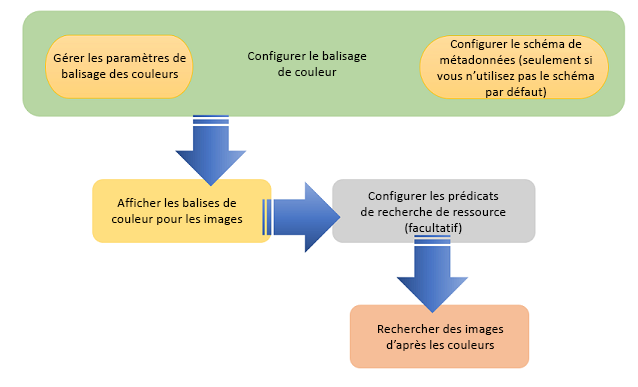 Gérer les paramètres de
balisage des couleurs
Configurer le balisage
de couleur
Configurer le schéma de
métadonnées (seulement si
vous n’utilisez pas le schéma
par défaut)
Afficher les balises de
couleur pour les images
Configurer les prédicats
de recherche de ressource
(facultatif)
Rechercher des images
d’après les couleurs